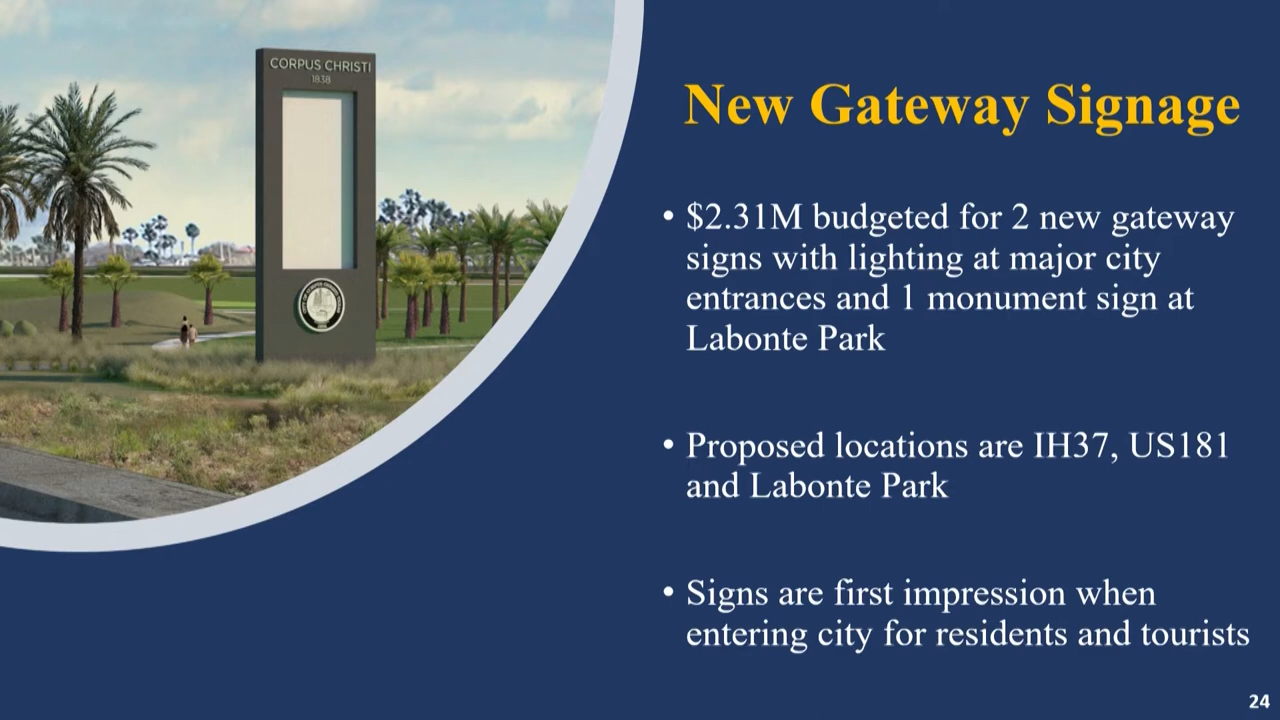 CORPUS CHRISTI
1838
New Gateway Signage
• $2.31M budgeted for 2 new gateway
signs with lighting at major city
entrances and 1 monument sign at
Labonte Park
• Proposed locations are IH37, US181
and Labonte Park
• Signs are first impression when
entering city for residents and tourists
24